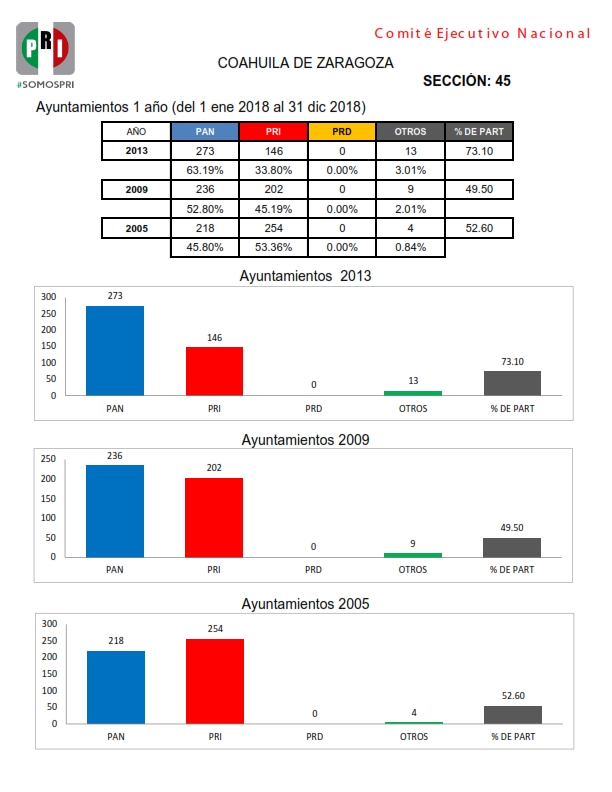 PRI
#SOMOSPRI
Comité Ejecutivo Nacional
COAHUILA DE ZARAGOZA
SECCIÒN: 45
Ayuntamientos 1 año (del 1 ene 2018 al 31 dic 2018)
AÑO PAN PRI PRD OTROS % DE PART
2013 273 146 0 13 73.10
63.19% 33.80% 0.00% 3.01%
2009 236 202 0 9 49.50
52.80% 45.19% 0.00% 2.01%
2005 218 254 0 4 52.60
45.80% 53.36% 0.00% 0.84%
Ayuntamientos 2013
300
250
200
150
100
50
0
273 146 0 13 73.10
PAN PRI PRD OTROS % DE PART
Ayuntamientos 2009
250
200
150
100
50
0
236 202 0 9 49.50
PAN PRI PRD OTROS % DE PART
Ayuntamientos 2005
300
250
200
150
100
50
0
218 254 0 4 52.60
PAN PRI PRD OTROS % DE PART